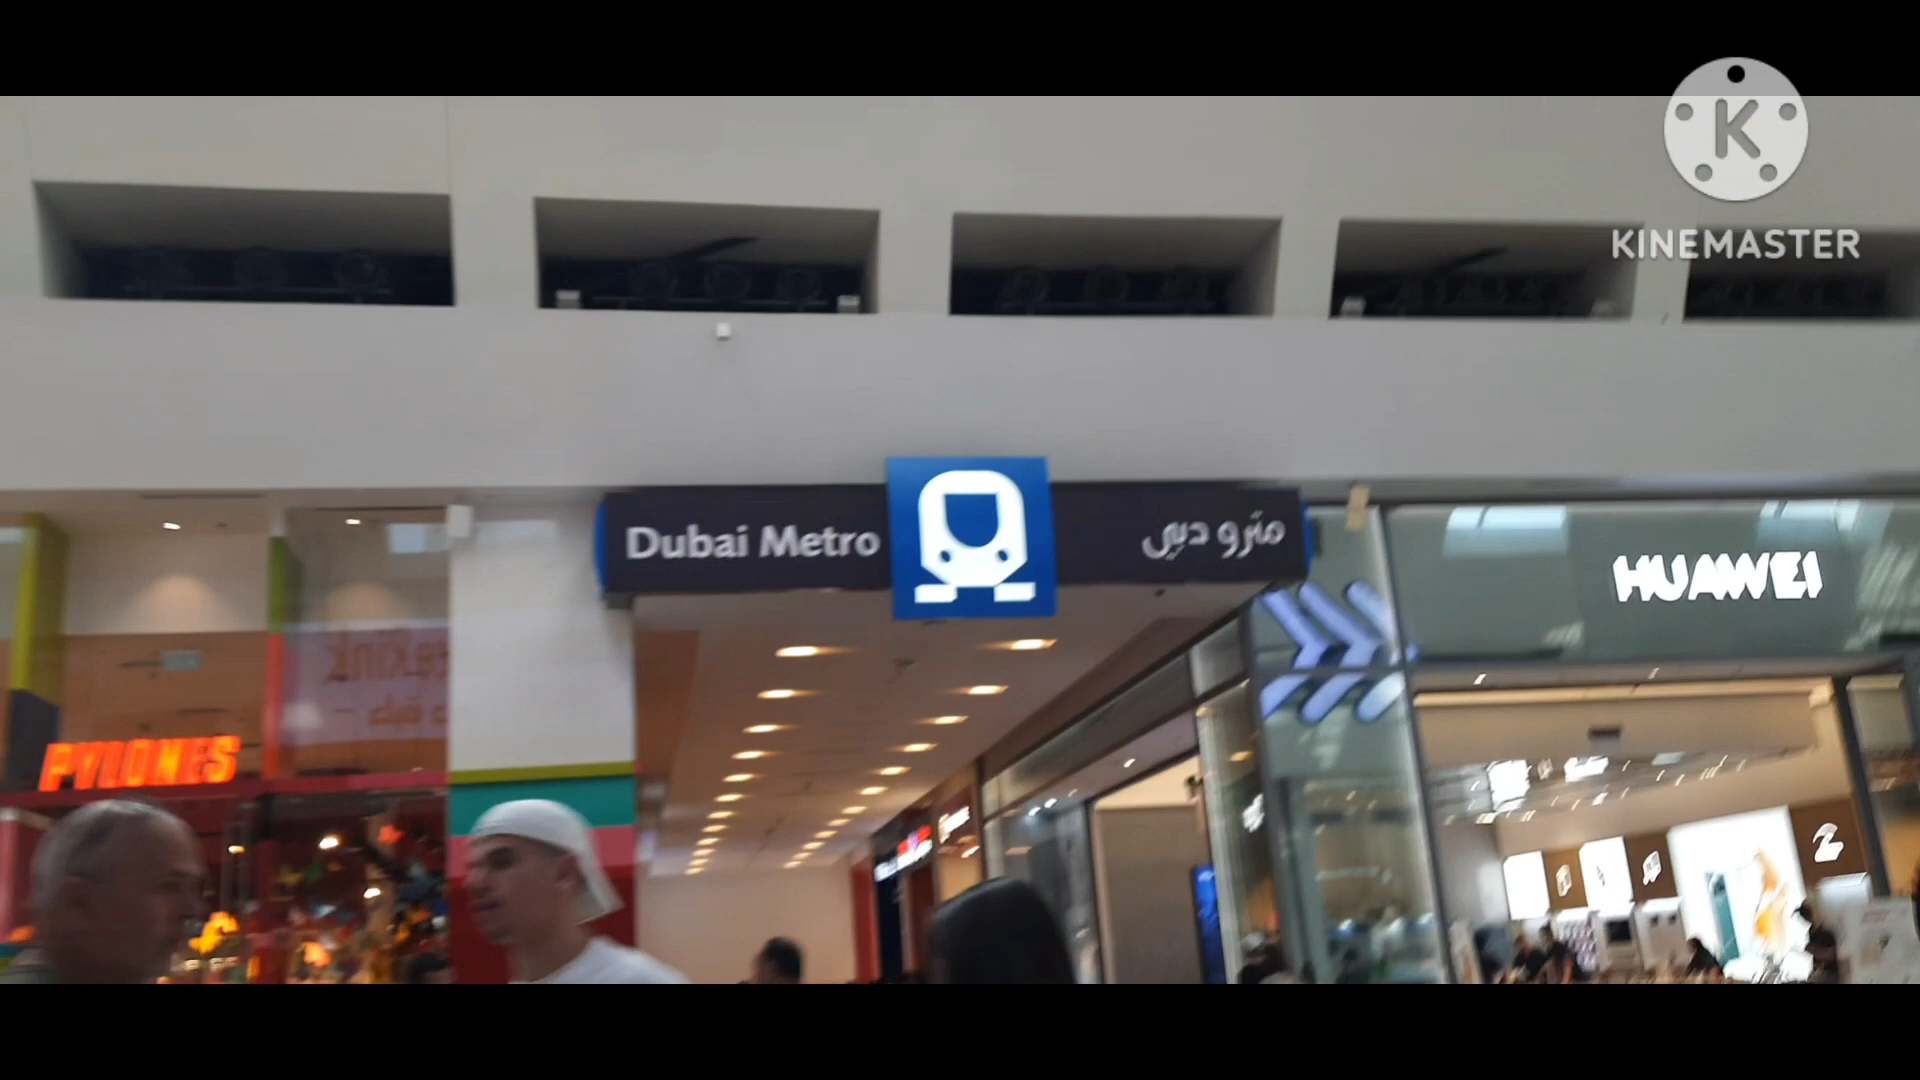 K
KINEMASTER
Dubai Metro
مترو دبي
HUAWEI
PYLONES